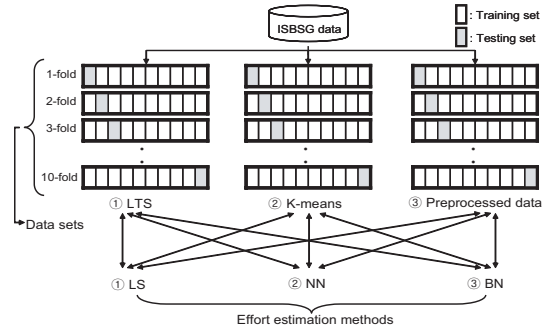 ISBSG data
: Training set
: Testing set
1-fold
2-fold
3-fold
10-fold
Data sets
① LTS
② K-means
③ Preprocessed data
① LS
② NN
③ BN
Effort estimation methods